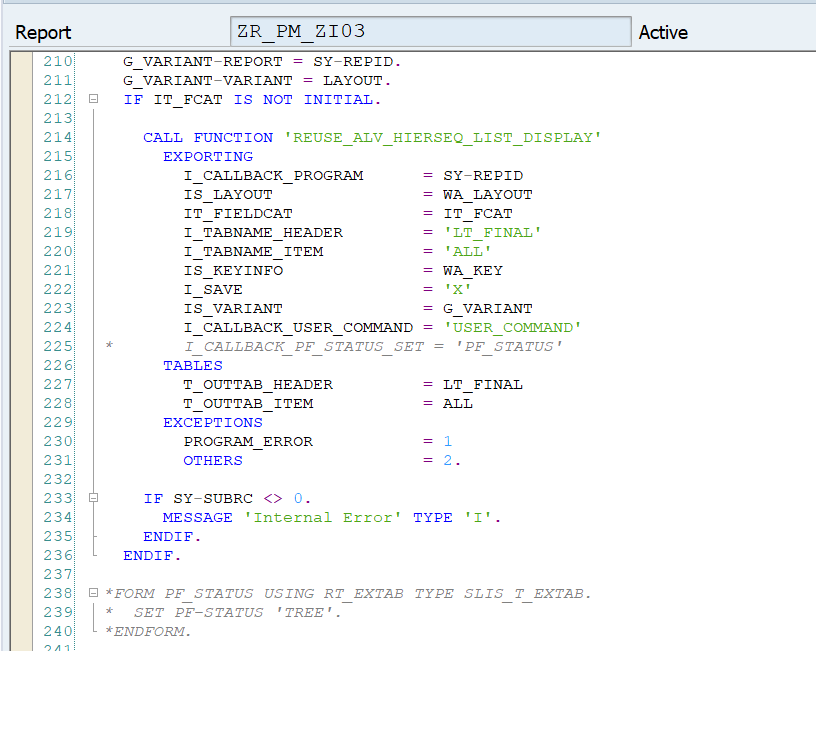 Report ZR_PM_ZI03 Active
210 G_VARIANT-REPORT = SY-REPID.
211 G_VARIANT-VARIANT = LAYOUT.
212 IF IT_FCAT IS NOT INITIAL.
213
214 CALL FUNCTION 'REUSE_ALV_HIERSEQ_LIST_DISPLAY'
215 EXPORTING
216 I_CALLBACK_PROGRAM = SY-REPID
217 IS_LAYOUT = WA_LAYOUT
218 IT_FIELDCAT = IT_FCAT
219 I_TABNAME_HEADER = 'LT_FINAL'
220 I_TABNAME_ITEM = 'ALL'
221 IS_KEYINFO = WA_KEY
222 I_SAVE = 'X'
223 IS_VARIANT = G_VARIANT
224 I_CALLBACK_USER_COMMAND = 'USER_COMMAND'
225 * I_CALLBACK_PF_STATUS_SET = 'PF_STATUS'
226 TABLES
227 T_OUTTAB_HEADER = LT_FINAL
228 T_OUTTAB_ITEM = ALL
229 EXCEPTIONS
230 PROGRAM_ERROR = 1
231 OTHERS = 2.
232
233 IF SY-SUBRC <> 0.
234 MESSAGE 'Internal Error' TYPE 'I'.
235 ENDIF.
236 ENDIF.
237
238 *FORM PF_STATUS USING RT_EXTAB TYPE SLIS_T_EXTAB.
239 * SET PF-STATUS 'TREE'.
240 *ENDFORM.
241